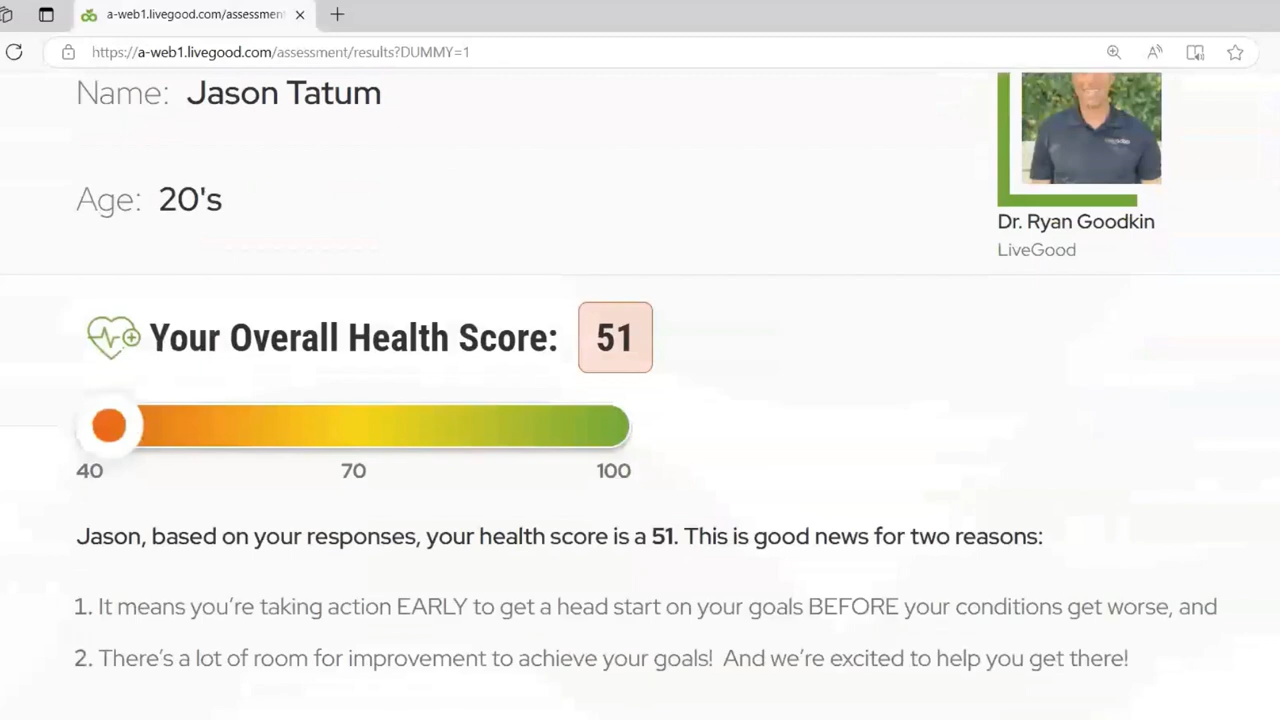 a-web1.livegood.com/assessment
https://a-web1.livegood.com/assessment/results?DUMMY=1
Name: Jason Tatum
Age: 20's
Dr. Ryan Goodkin
LiveGood
Your Overall Health Score: 51
40 70 100
Jason, based on your responses, your health score is a 51. This is good news for two reasons:
1. It means you’re taking action EARLY to get a head start on your goals BEFORE your conditions get worse, and
2. There’s a lot of room for improvement to achieve your goals! And we’re excited to help you get there!